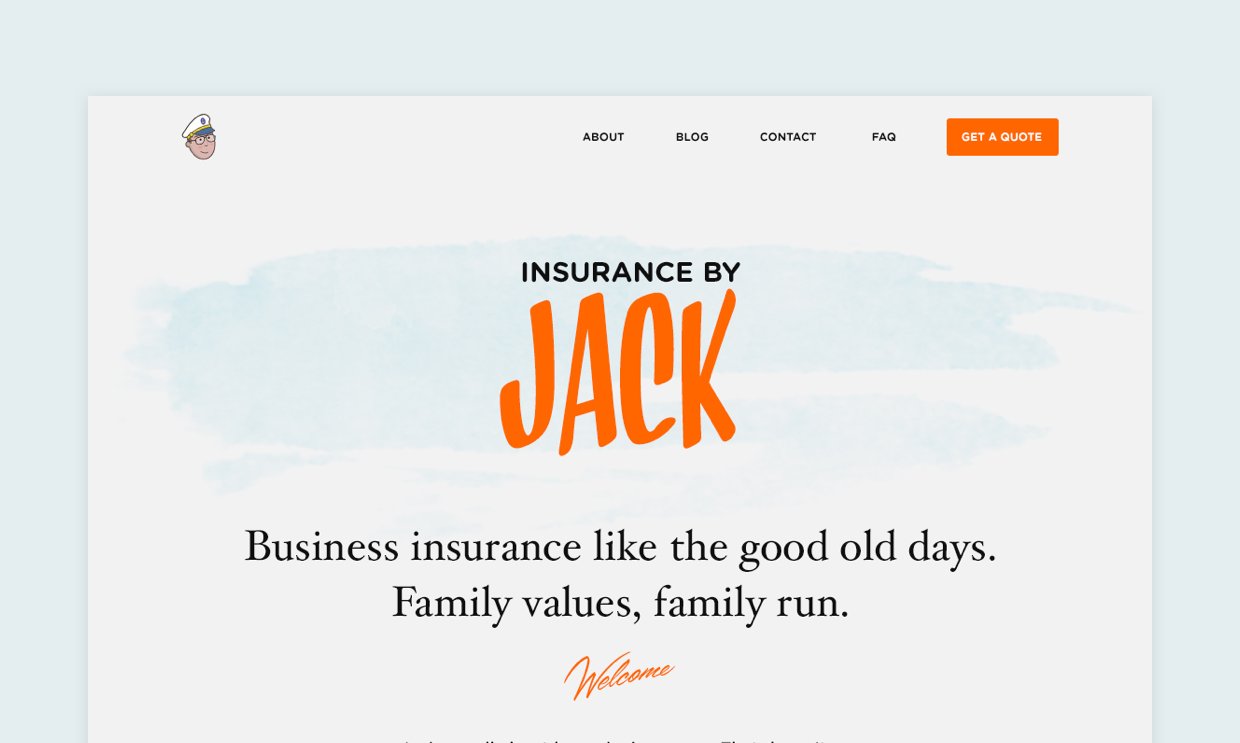 ABOUT BLOG CONTACT FAQ GET A QUOTE
INSURANCE BY
JACK
Business insurance like the good old days.
Family values, family run.
Welcome